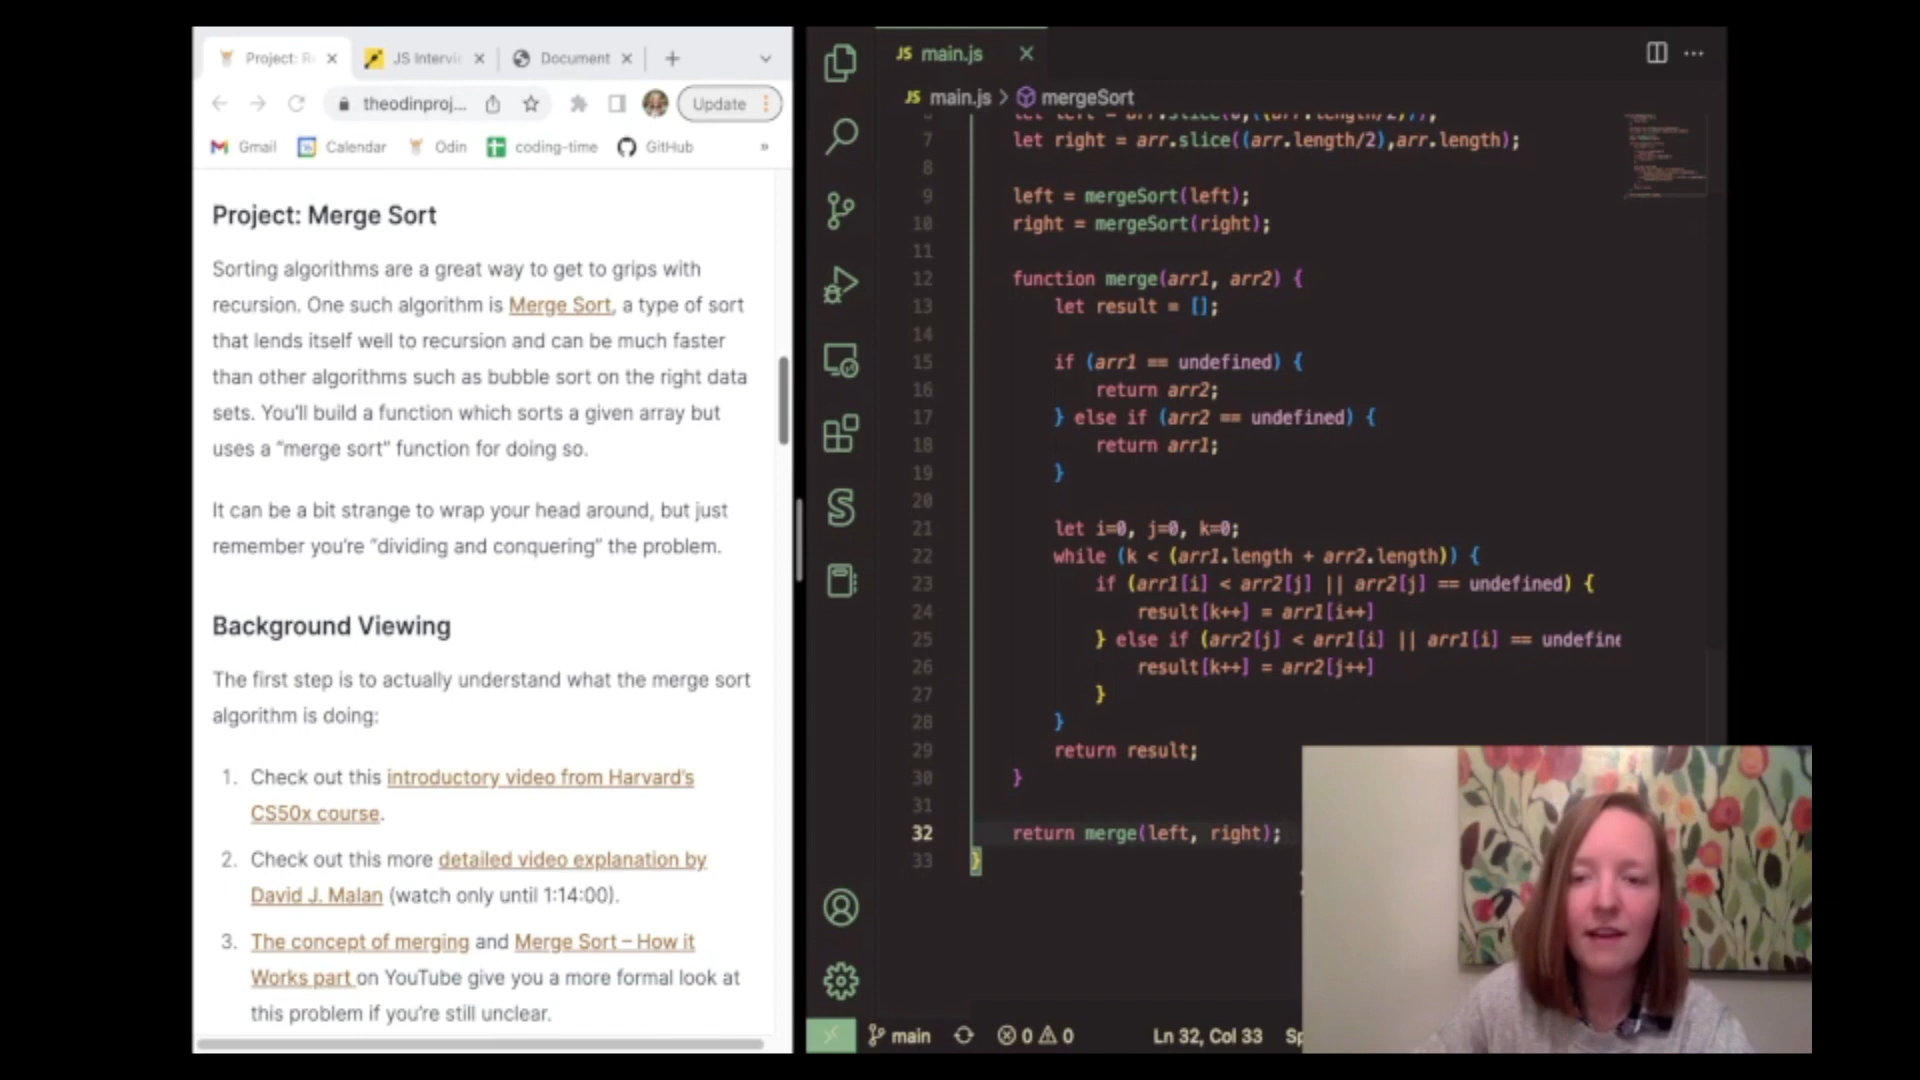 Project: R
JS Intervi
Document
theodinproj...
Update
Gmail
Calendar
Odin
coding-time
GitHub
»
Project: Merge Sort
Sorting algorithms are a great way to get to grips with
recursion. One such algorithm is Merge Sort, a type of sort
that lends itself well to recursion and can be much faster
than other algorithms such as bubble sort on the right data
sets. You’ll build a function which sorts a given array but
uses a “merge sort” function for doing so.
It can be a bit strange to wrap your head around, but just
remember you’re “dividing and conquering” the problem.
Background Viewing
The first step is to actually understand what the merge sort
algorithm is doing:
1. Check out this introductory video from Harvard’s
CS50x course.
2. Check out this more detailed video explanation by
David J. Malan (watch only until 1:14:00).
3. The concept of merging and Merge Sort – How it
Works part on YouTube give you a more formal look at
this problem if you’re still unclear.
JS main.js
JS main.js > mergeSort
let left = arr.slice(0,((arr.length/2)));
7 let right = arr.slice((arr.length/2),arr.length);
8
9 left = mergeSort(left);
10 right = mergeSort(right);
11
12 function merge(arr1, arr2) {
13 let result = [];
14
15 if (arr1 == undefined) {
16 return arr2;
17 } else if (arr2 == undefined) {
18 return arr1;
19 }
20
21 let i=0, j=0, k=0;
22 while (k < (arr1.length + arr2.length)) {
23 if (arr1[i] < arr2[j] || arr2[j] == undefined) {
24 result[k++] = arr1[i++]
25 } else if (arr2[j] < arr1[i] || arr1[i] == undefine
26 result[k++] = arr2[j++]
27 }
28 }
29 return result;
30 }
31
32 return merge(left, right);
33 }
main
0
0
Ln 32, Col 33
Sp